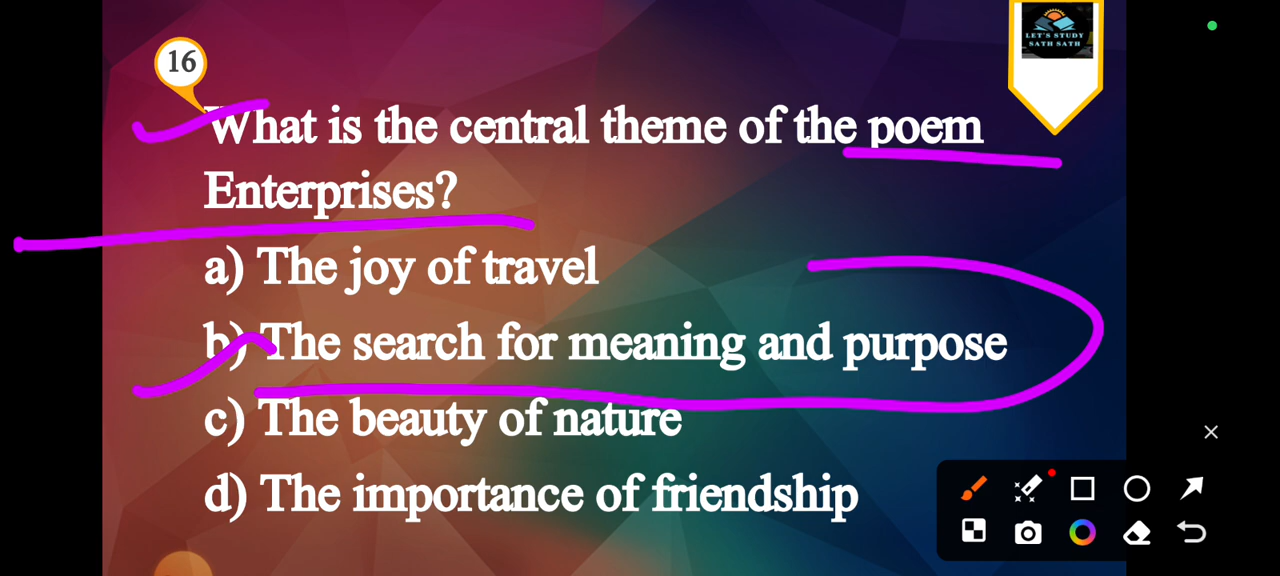 LET'S STUDY
SATH SATH
16
What is the central theme of the poem
Enterprises?
a) The joy of travel
b) The search for meaning and purpose
c) The beauty of nature
d) The importance of friendship